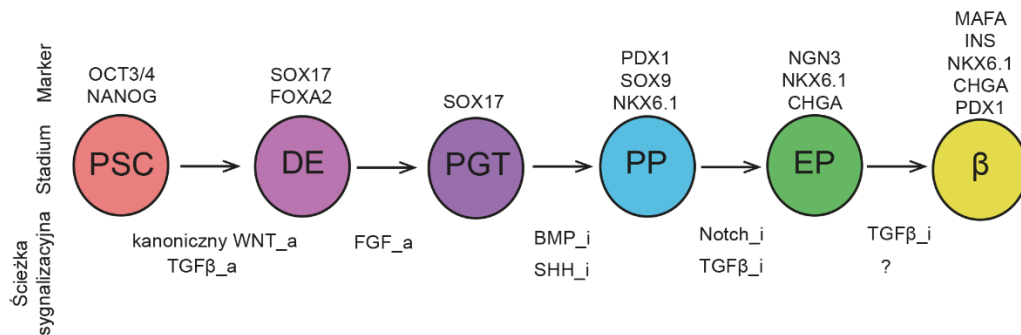 Marker
OCT3/4
NANOG
SOX17
FOXA2
SOX17
PDX1
SOX9
NKX6.1
NGN3
NKX6.1
CHGA
MAFA
INS
NKX6.1
CHGA
PDX1
Stadium
PSC
DE
PGT
PP
EP
β
Ścieżka
sygnalizacyjna
kanoniczny WNT_a
TGFβ_a
FGF_a
BMP_i
SHH_i
Notch_i
TGFβ_i
TGFβ_i
?